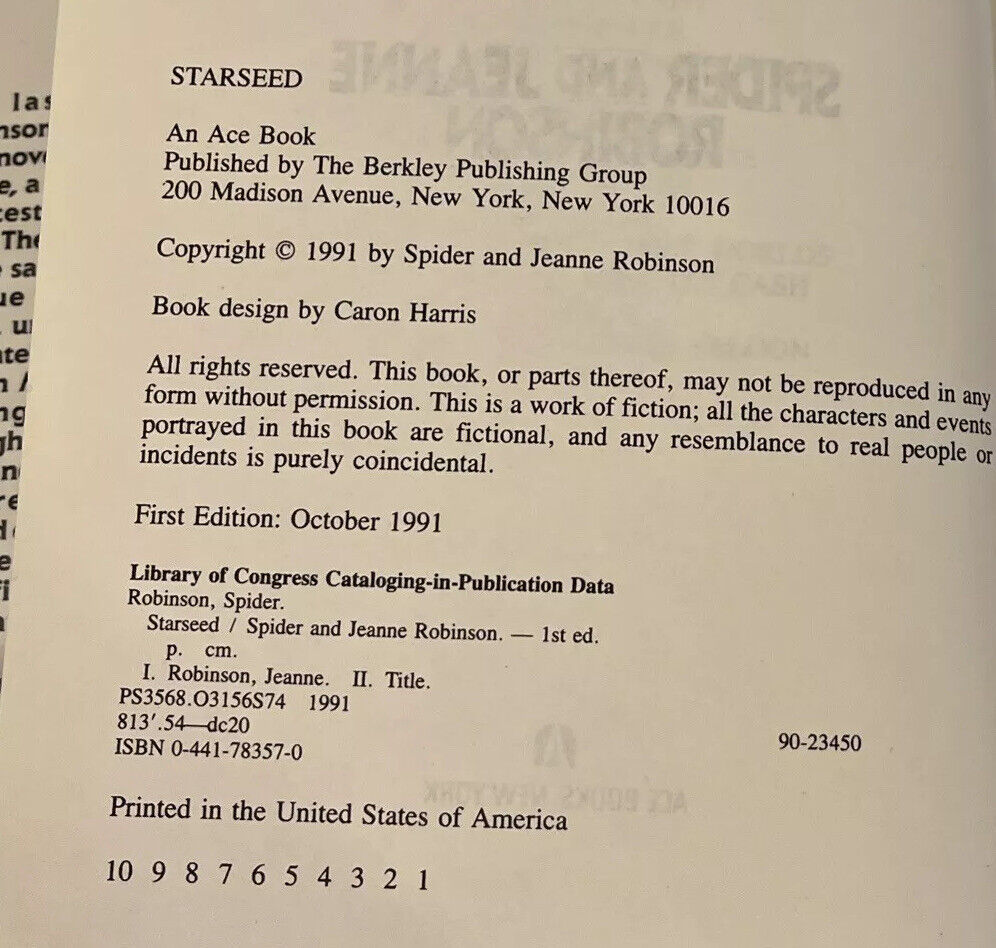 STARSEED
An Ace Book
Published by The Berkley Publishing Group
200 Madison Avenue, New York, New York 10016
Copyright © 1991 by Spider and Jeanne Robinson
Book design by Caron Harris
All rights reserved. This book, or parts thereof, may not be reproduced in any
form without permission. This is a work of fiction; all the characters and events
portrayed in this book are fictional, and any resemblance to real people or
incidents is purely coincidental.
First Edition: October 1991
Library of Congress Cataloging-in-Publication Data
Robinson, Spider.
Starseed / Spider and Jeanne Robinson. — 1st ed.
p. cm.
I. Robinson, Jeanne. II. Title.
PS3568.O3156S74 1991
813'.54—dc20
ISBN 0-441-78357-0 90-23450
Printed in the United States of America
10 9 8 7 6 5 4 3 2 1